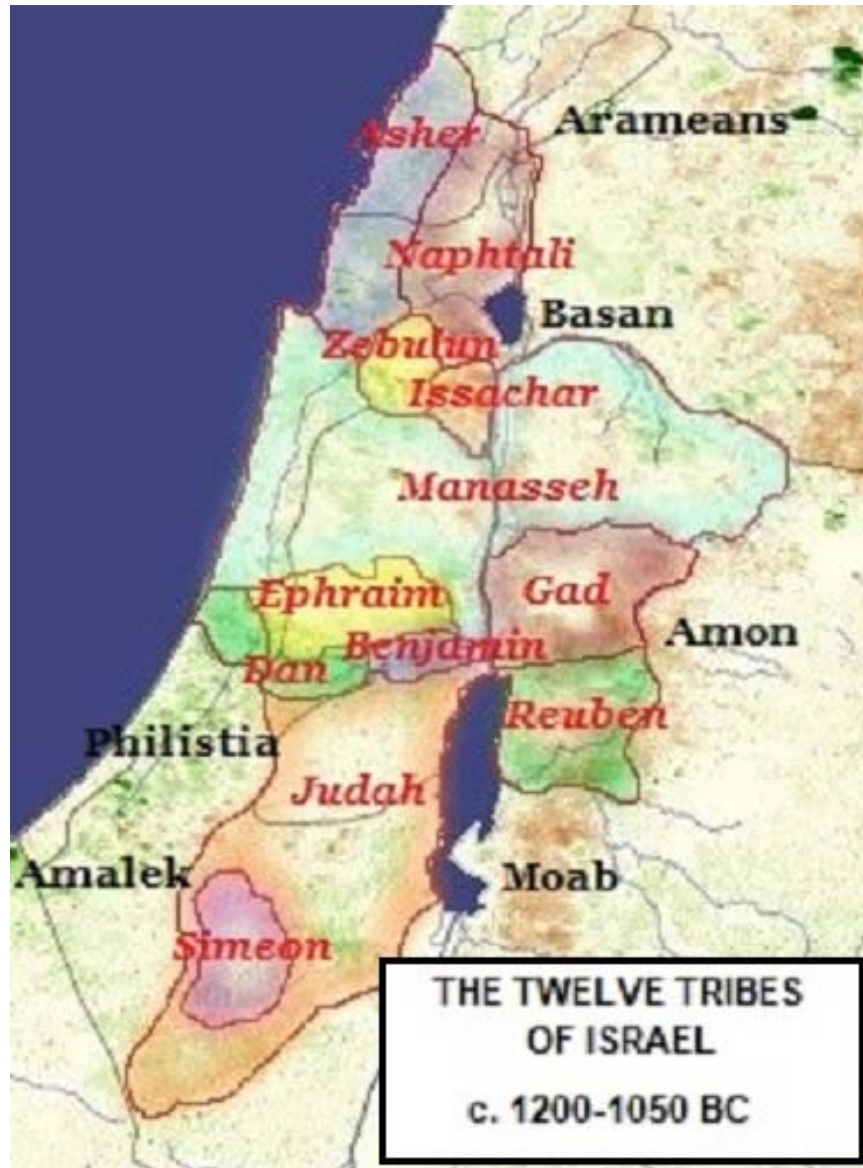 Asher
Arameans
Naphtali
Basan
Zebulun
Issachar
Manasseh
Ephraim
Gad
Benjamin
Amon
Dan
Reuben
Philistia
Judah
Amalek
Moab
Simeon
THE TWELVE TRIBES
OF ISRAEL
c. 1200-1050 BC